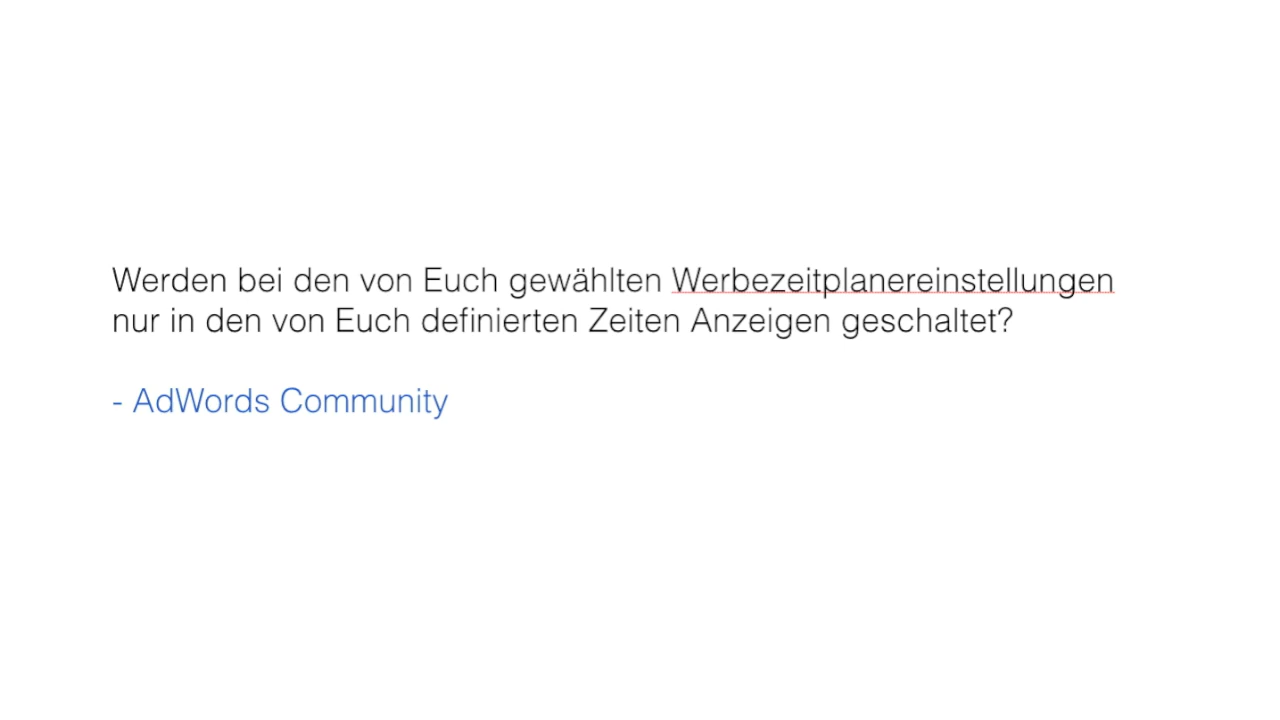 Werden bei den von Euch gewählten Werbezeitplanereinstellungen
nur in den von Euch definierten Zeiten Anzeigen geschaltet?
- AdWords Community